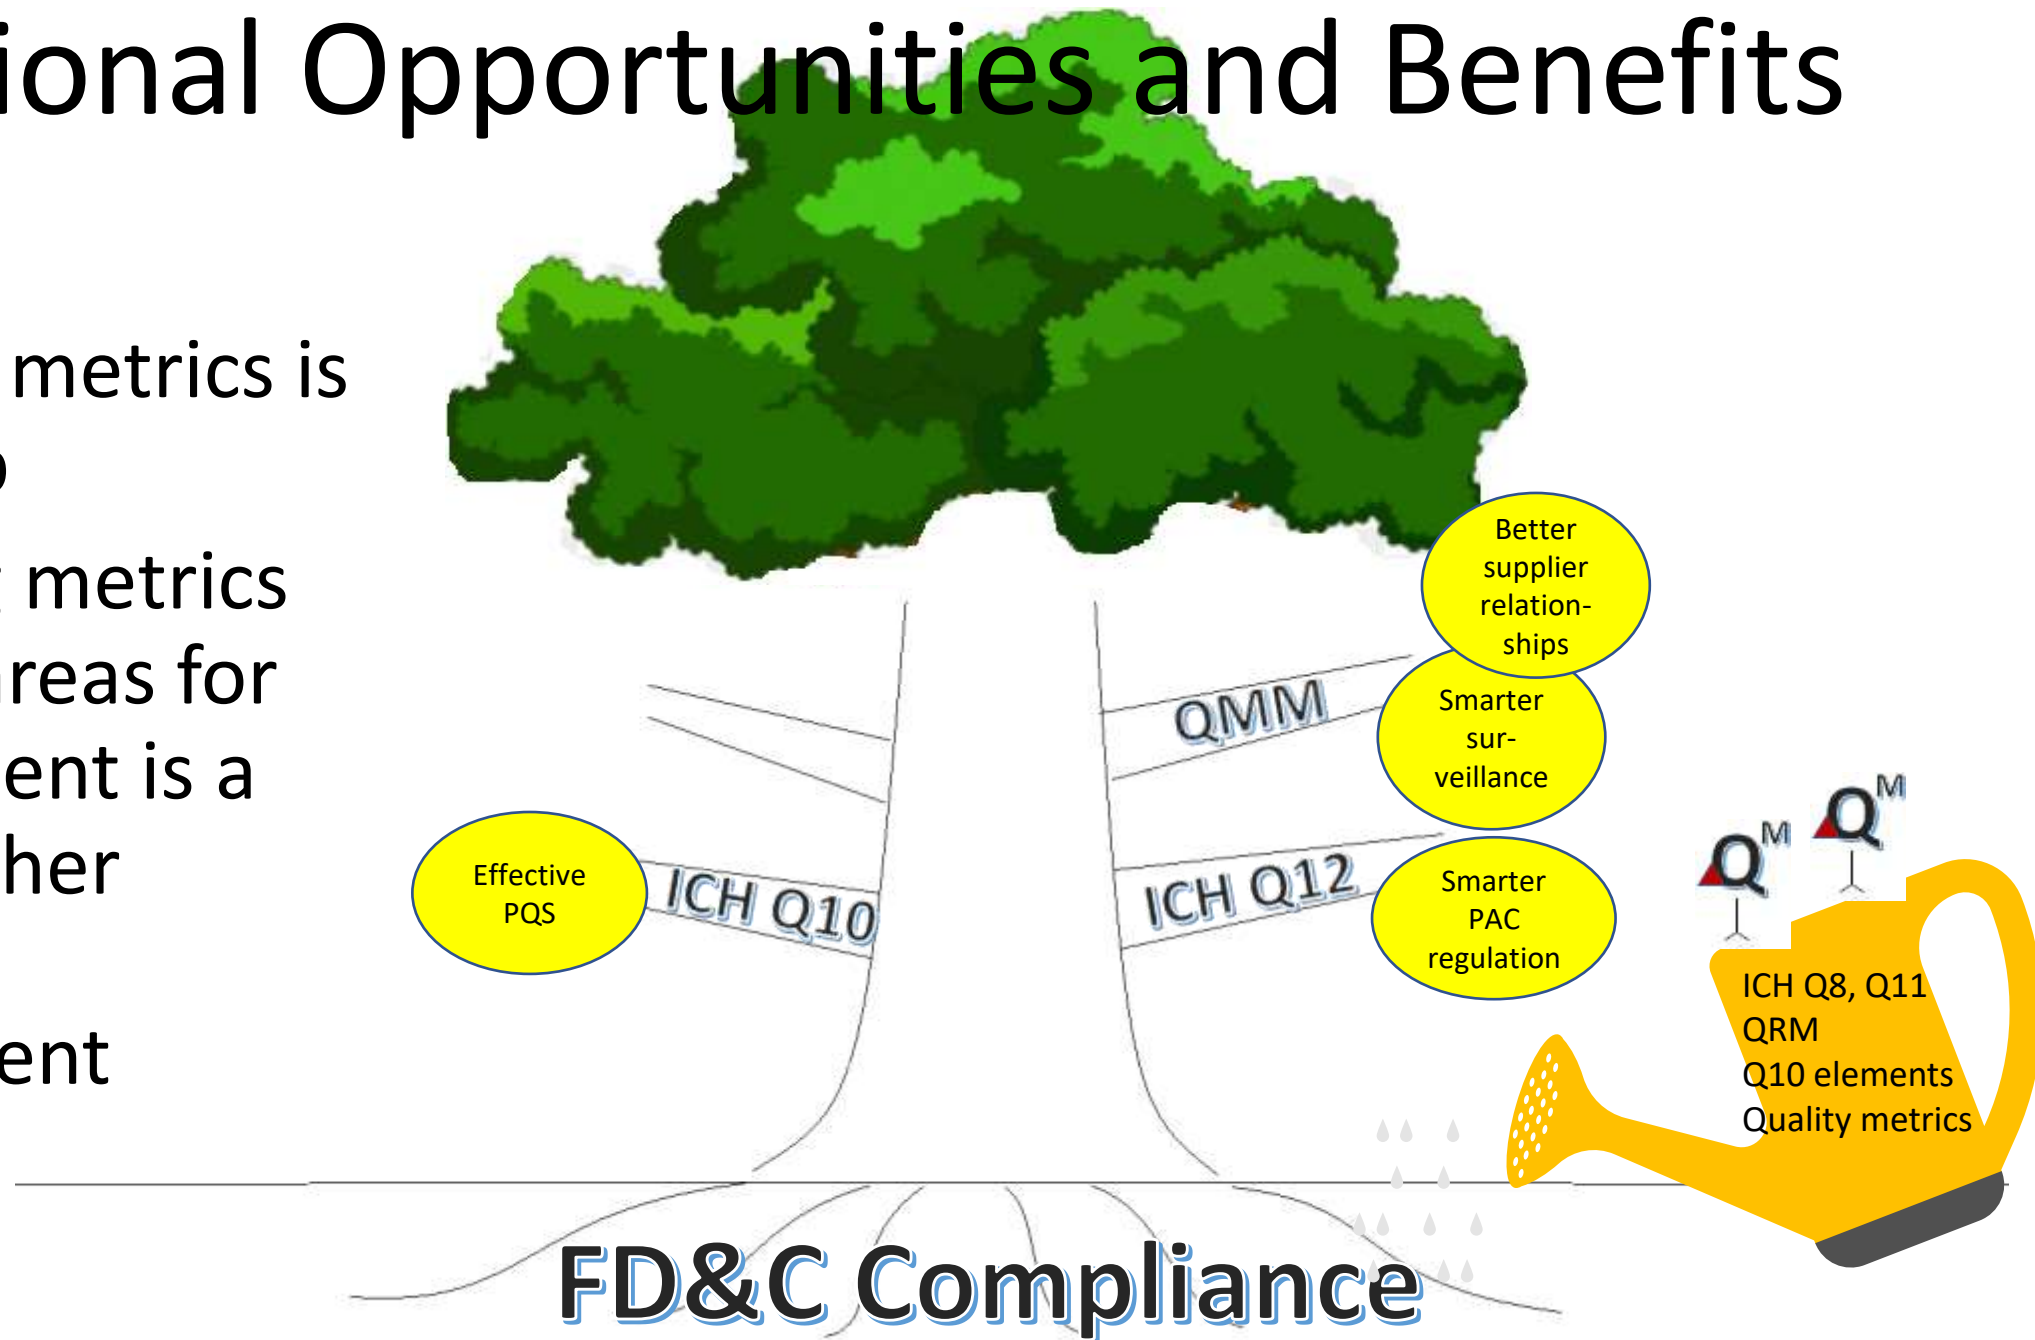 ional Opportunities and Benefits
metrics is
metrics
reas for
ent is a
her
ent
Better
supplier
relation-
ships
QMM
Smarter
sur-
veillance
Effective
PQS
ICH Q10
ICH Q12
Smarter
PAC
regulation
QM
QM
ICH Q8, Q11
QRM
Q10 elements
Quality metrics
FD&C Compliance